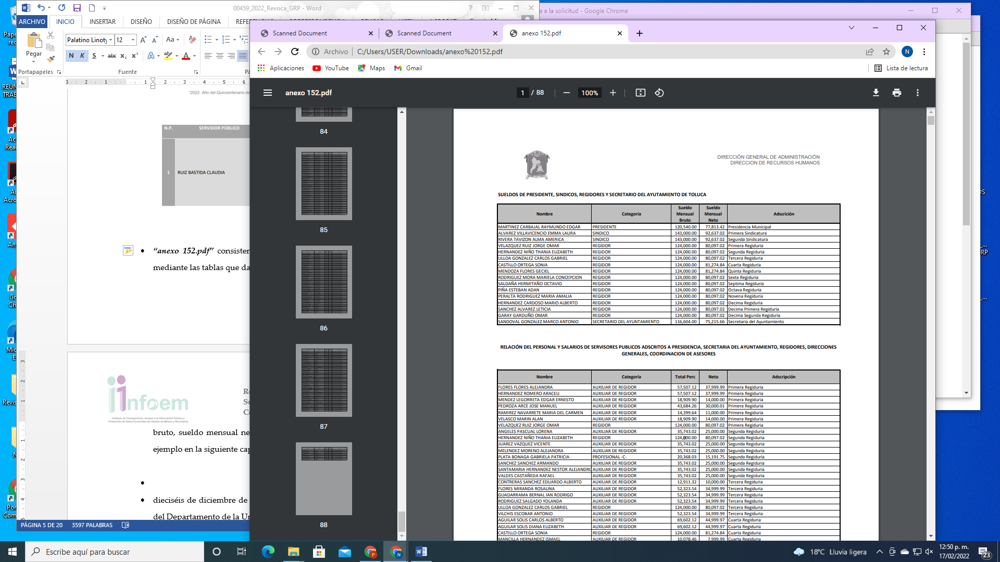 00459_2022_Revoca_GRP - Word
a a la solicitud - Google Chrome
ARCHIVO INICIO INSERTAR DISEÑO DISEÑO DE PÁGINA
Palatino Linoty 12
Pegar
N K S abc
Portapapeles Fuente
"2022. Año del Quincentenario de
N.P. SERVIDOR PÚBLICO
1 RUIZ BASTIDA CLAUDIA
“anexo 152.pdf” consisten
mediante las tablas que da
infoem
Instituto de Transparencia, Acceso a la Información Pública y
Protección de Datos Personales del Estado de México y Municipios
bruto, sueldo mensual ne
ejemplo en la siguiente cap
dieciséis de diciembre de
del Departamento de la Un
PÁGINA 5 DE 20 3597 PALABRAS
Scanned Document
Scanned Document
anexo 152.pdf
Archivo C:/Users/USER/Downloads/anexo%20152.pdf
N
Aplicaciones YouTube Maps Gmail Lista de lectura
anexo 152.pdf 1 / 88 100%
84
85
86
87
88
DIRECCIÓN GENERAL DE ADMINISTRACIÓN
DIRECCION DE RECURSOS HUMANOS
SUELDOS DE PRESIDENTE, SINDICOS, REGIDORES Y SECRETARIO DEL AYUTAMIENTO DE TOLUCA
Nombre Categoría Sueldo Mensual Bruto Sueldo Mensual Neto Adscrición
MARTINEZ CARBAJAL RAYMUNDO EDGAR PRESIDENTE 120,540.00 77,813.42 Presidencia Municipal
ALVAREZ VILLAVICENCIO EMMA LAURA SINDICO 143,000.00 92,637.02 Primera Sindicatura
RIVERA TAVIZON ALMA AMERICA SINDICO 143,000.00 92,637.02 Segunda Sindicatura
VELAZQUEZ RUIZ JORGE OMAR REGIDOR 124,000.00 80,097.02 Primera Regiduria
HERNANDEZ NIÑO THANIA ELIZABETH REGIDOR 124,000.00 80,097.02 Segunda Regiduria
ULLOA GONZALEZ CARLOS GABRIEL REGIDOR 124,000.00 80,097.02 Tercera Regiduria
CASTILLO ORTEGA SONIA REGIDOR 124,000.00 81,274.84 Cuarta Regiduria
MENDOZA FLORES GECIEL REGIDOR 124,000.00 81,274.84 Quinta Regiduria
RODRIGUEZ MORA MARIELA CONCEPCION REGIDOR 124,000.00 80,097.02 Sexta Regiduria
SALDAÑA HERMITAÑO OCTAVIO REGIDOR 124,000.00 80,097.02 Septima Regiduria
PIÑA ESTEBAN ADAN REGIDOR 124,000.00 80,097.02 Octava Regiduria
PERALTA RODRIGUEZ MARIA AMALIA REGIDOR 124,000.00 80,097.02 Novena Regiduria
HERNANDEZ CARDOSO MARIO ALBERTO REGIDOR 124,000.00 80,097.02 Decima Regiduria
SANCHEZ ALVAREZ LETICIA REGIDOR 124,000.00 80,097.02 Decima Primera Regiduria
GARAY GARDUÑO OMAR REGIDOR 124,000.00 80,097.02 Decima Segunda Regiduria
SANDOVAL GONZALEZ MARCO ANTONIO SECRETARIO DEL AYUNTAMIENTO 116,604.00 75,215.66 Secretaria del Ayuntamiento
RELACIÓN DEL PERSONAL Y SALARIOS DE SERVISORES PUBLICOS ADSCRITOS A PRESIDENCIA, SECRETARIA DEL AYUNTAMIENTO, REGIDORES, DIRECCIONES
GENERALES, COORDINACION DE ASESORES
Nombre Categoría Total Perc Neto Adscripción
FLORES FLORES ALEJANDRA AUXILIAR DE REGIDOR 57,507.12 37,999.99 Primera Regiduria
HERNANDEZ ROMERO ARACELI AUXILIAR DE REGIDOR 57,507.12 37,999.99 Primera Regiduria
MENDEZ LEGORRETA EDGAR ERNESTO AUXILIAR DE REGIDOR 18,909.90 14,000.00 Primera Regiduria
PEDROZA ARCE JOSE MANUEL AUXILIAR DE REGIDOR 43,684.26 30,000.01 Primera Regiduria
RAMIREZ NAVARRETE MARIA DEL CARMEN AUXILIAR DE REGIDOR 14,399.64 11,000.00 Primera Regiduria
VELASCO MARIN ALAN AUXILIAR DE REGIDOR 18,909.90 14,000.00 Primera Regiduria
VELAZQUEZ RUIZ JORGE OMAR REGIDOR 124,000.00 80,097.02 Primera Regiduria
ANGELES PASCUAL LORENA AUXILIAR DE REGIDOR 35,743.02 25,000.00 Segunda Regiduria
HERNANDEZ NIÑO THANIA ELIZABETH REGIDOR 124,000.00 80,097.02 Segunda Regiduria
JUAREZ VAZQUEZ VICENTE AUXILIAR DE REGIDOR 35,743.02 25,000.00 Segunda Regiduria
MELENDEZ MORENO ALEJANDRA AUXILIAR DE REGIDOR 35,743.02 25,000.00 Segunda Regiduria
PLATA BONAGA GABRIELA PATRICIA PROFESIONAL -C- 20,368.03 15,191.75 Segunda Regiduria
SANCHEZ SANCHEZ ARMANDO AUXILIAR DE REGIDOR 35,743.02 25,000.00 Segunda Regiduria
SANTAMARIA HERNANDEZ NESTOR ALEJANDRO AUXILIAR DE REGIDOR 35,743.02 25,000.00 Segunda Regiduria
VALDES CASTAÑEDA RAFAEL AUXILIAR DE REGIDOR 35,743.02 25,000.00 Segunda Regiduria
CONTRERAS SANCHEZ EDUARDO ALBERTO AUXILIAR DE REGIDOR 12,911.32 10,000.00 Tercera Regiduria
FLORES MIRANDA ROSALINA AUXILIAR DE REGIDOR 52,323.54 34,999.99 Tercera Regiduria
GUADARRAMA BERNAL IAN RODRIGO AUXILIAR DE REGIDOR 52,323.54 34,999.99 Tercera Regiduria
RODRIGUEZ SALGADO YOLANDA AUXILIAR DE REGIDOR 52,323.54 34,999.99 Tercera Regiduria
ULLOA GONZALEZ CARLOS GABRIEL REGIDOR 124,000.00 80,097.02 Tercera Regiduria
VILCHIS ESCOBAR ANTONIO AUXILIAR DE REGIDOR 52,323.54 34,999.99 Tercera Regiduria
AGUILAR SOLIS CARLOS ALBERTO AUXILIAR DE REGIDOR 69,602.12 44,999.97 Cuarta Regiduria
AGUILAR SOLIS DIANA ELIZABETH AUXILIAR DE REGIDOR 69,602.12 44,999.97 Cuarta Regiduria
CASTILLO ORTEGA SONIA REGIDOR 124,000.00 81,274.84 Cuarta Regiduria
MANCILLA HERNANDEZ ISMAEL AUXILIAR DE REGIDOR 10,078.46 7,999.99 Cuarta Regiduria
Escribe aquí para buscar
18°C Lluvia ligera
12:50 p. m.
17/02/2022
23